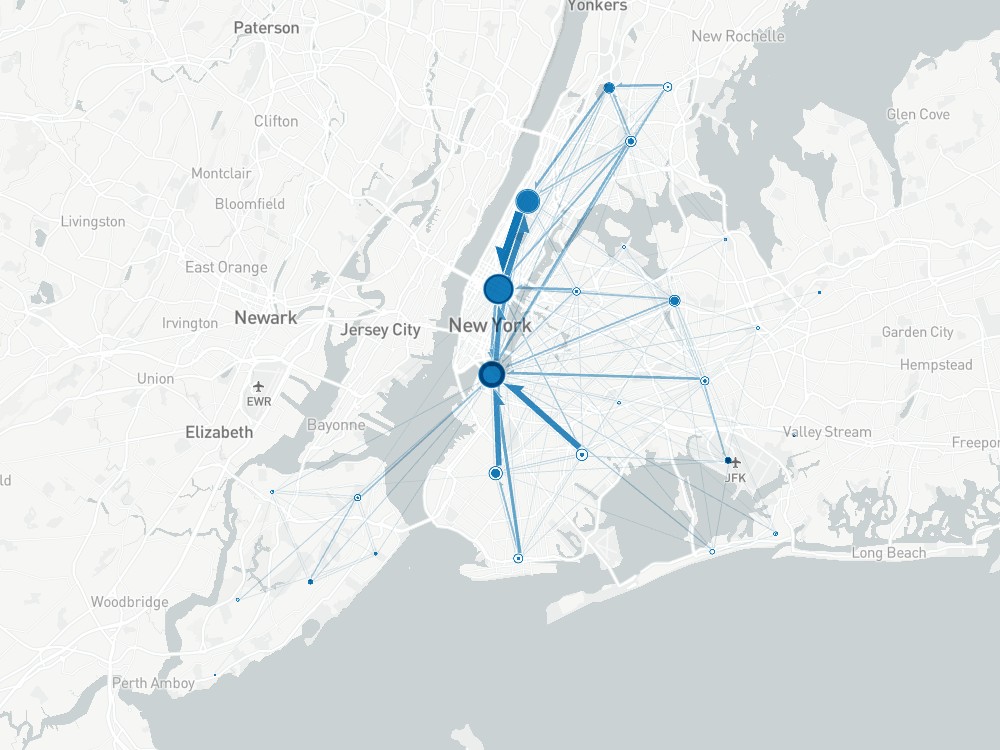 Yonkers
Paterson
New Rochelle
Clifton
Glen Cove
Montclair
Bloomfield
Livingston
East Orange
Newark
Irvington
Jersey City
New York
Garden City
Hempstead
Union
EWR
Elizabeth
Bayonne
Valley Stream
Freepor
ld
JFK
Long Beach
Woodbridge
Perth Amboy